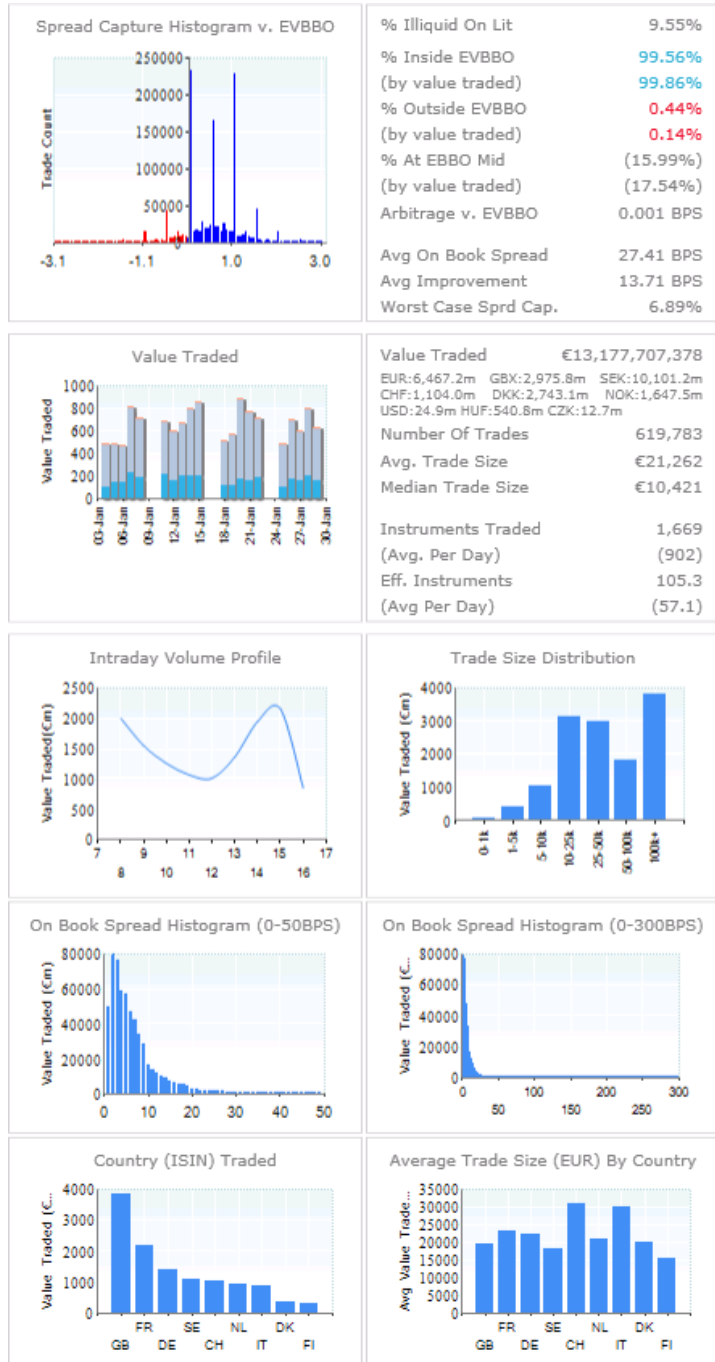 Spread Capture Histogram v. EVBBO
Trade Count
250000
200000
150000
100000
50000
0
-3.1 -1.1 1.0 3.0
% Illiquid On Lit 9.55%
% Inside EVBBO 99.56%
(by value traded) 99.86%
% Outside EVBBO 0.44%
(by value traded) 0.14%
% At EBBO Mid (15.99%)
(by value traded) (17.54%)
Arbitrage v. EVBBO 0.001 BPS
Avg On Book Spread 27.41 BPS
Avg Improvement 13.71 BPS
Worst Case Sprd Cap. 6.89%
Value Traded
Value Traded
1000
800
600
400
200
0
03-Jan 06-Jan 09-Jan 12-Jan 15-Jan 18-Jan 21-Jan 24-Jan 27-Jan 30-Jan
Value Traded €13,177,707,378
EUR:6,467.2m GBX:2,975.8m SEK:10,101.2m
CHF:1,104.0m DKK:2,743.1m NOK:1,647.5m
USD:24.9m HUF:540.8m CZK:12.7m
Number Of Trades 619,783
Avg. Trade Size €21,262
Median Trade Size €10,421
Instruments Traded 1,669
(Avg. Per Day) (902)
Eff. Instruments 105.3
(Avg Per Day) (57.1)
Intraday Volume Profile
Value Traded(€m)
2500
2000
1500
1000
500
0
7 9 11 13 15 17
8 10 12 14 16
Trade Size Distribution
Value Traded (€m)
4000
3000
2000
1000
0
0-1k 1-5k 5-10k 10-25k 25-50k 50-100k 100k+
On Book Spread Histogram (0-50BPS)
Value Traded (€m)
80000
60000
40000
20000
0
0 10 20 30 40 50
On Book Spread Histogram (0-300BPS)
Value Traded (€...
80000
60000
40000
20000
0
0 100 200 300
50 150 250
Country (ISIN) Traded
Value Traded (€...
4000
3000
2000
1000
0
FR SE NL DK
GB DE CH IT FI
Average Trade Size (EUR) By Country
Avg Value Trade...
35000
30000
25000
20000
15000
10000
5000
0
FR SE NL DK
GB DE CH IT FI